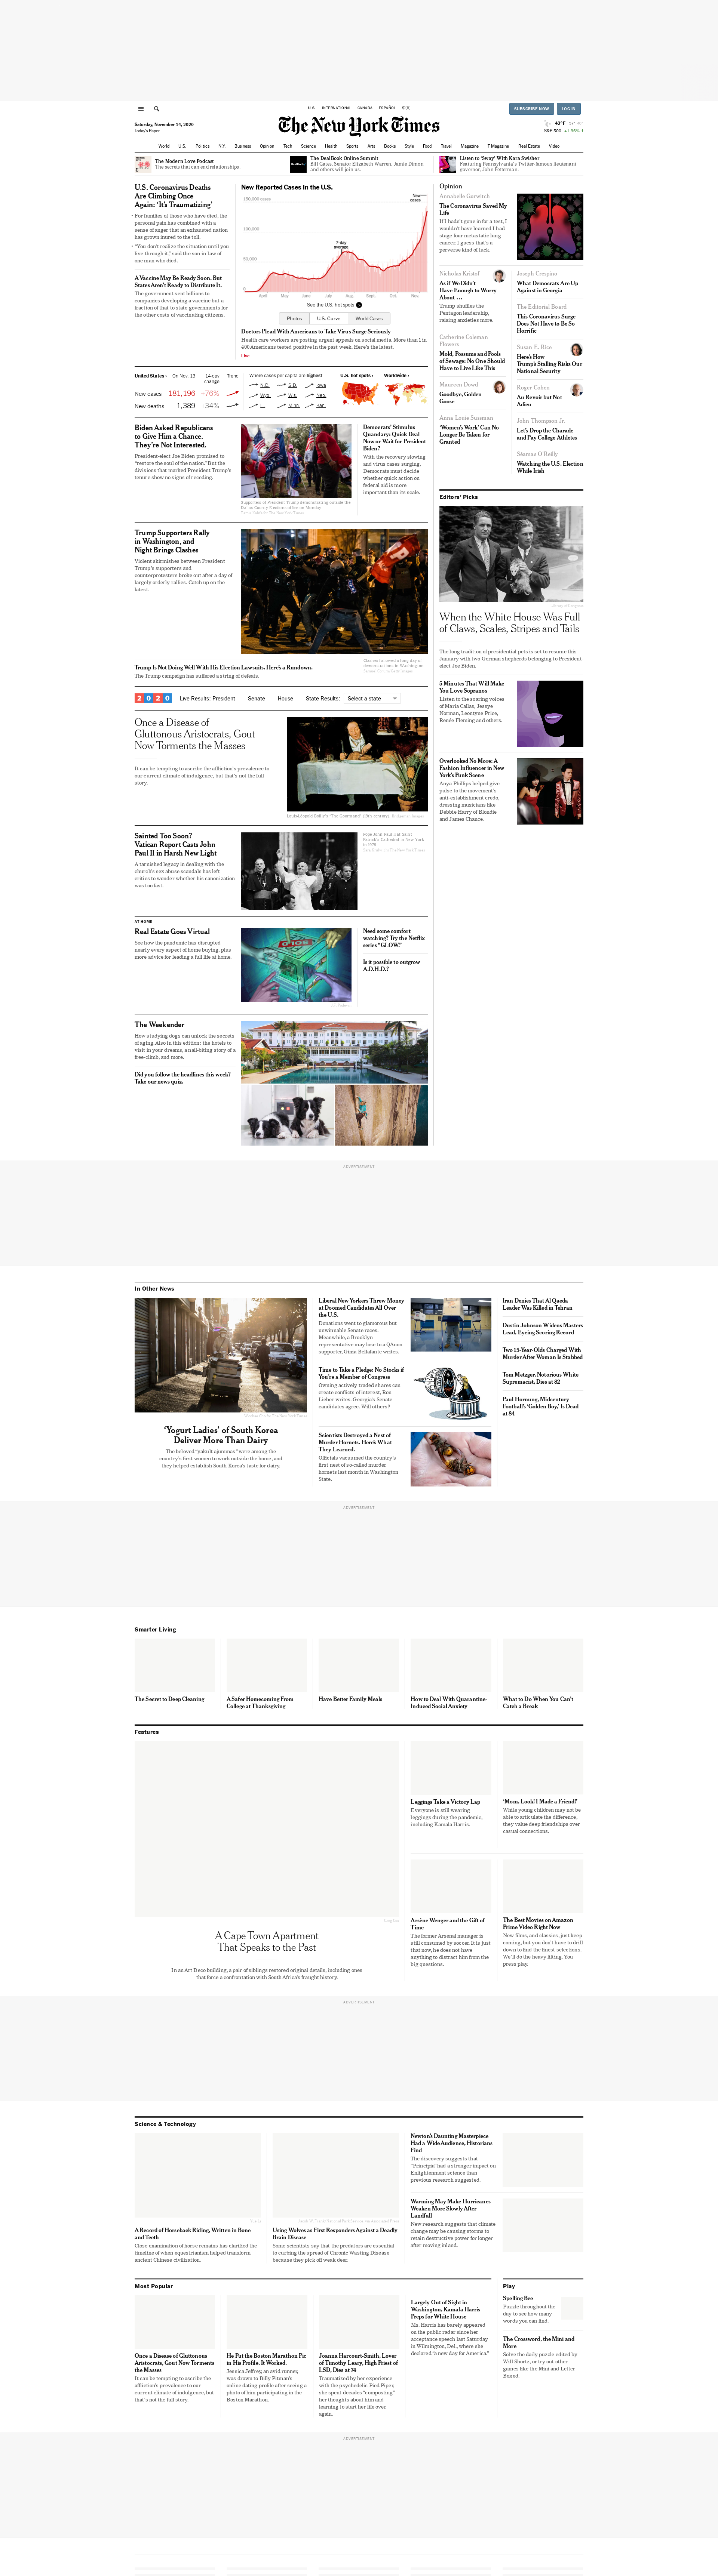 U.S.
INTERNATIONAL
CANADA
ESPAÑOL
中文
SUBSCRIBE NOW
LOG IN
Saturday, November 14, 2020
Today's Paper
The New York Times
42°F
S&P 500 +1.36%
World
U.S.
Politics
N.Y.
Business
Opinion
Tech
Science
Health
Sports
Arts
Books
Style
Food
Travel
Magazine
T Magazine
Real Estate
Video
The Modern Love Podcast
The secrets that can end relationships.
The DealBook Online Summit
Bill Gates, Senator Elizabeth Warren, Jamie Dimon
and others will join us.
Listen to 'Sway' With Kara Swisher
Featuring Pennsylvania's Twitter-famous lieutenant
governor, John Fetterman.
U.S. Coronavirus Deaths
Are Climbing Once
Again: 'It's Traumatizing'
For families of those who have died, the
personal pain has combined with a
sense of anger that an exhausted nation
has grown inured to the toll.
"You don't realize the situation until you
live through it," said the son-in-law of
one man who died.
A Vaccine May Be Ready Soon. But
States Aren't Ready to Distribute It.
The government sent billions to
companies developing a vaccine but a
fraction of that to state governments for
the other costs of vaccinating citizens.
New Reported Cases in the U.S.
150,000 cases
100,000
50,000
0
7-day
average
New
cases
April
May
June
July
Aug.
Sept.
Oct.
Nov.
See the U.S. hot spots
Photos
U.S. Curve
World Cases
Doctors Plead With Americans to Take Virus Surge Seriously
Health care workers are posting urgent appeals on social media. More than 1 in
400 Americans tested positive in the past week. Here's the latest.
Live
United States ›
On Nov. 13
14-day
change
Trend
New cases
181,196
+76%
New deaths
1,389
+34%
Where cases per capita are highest
N.D.
S.D.
Iowa
Wyo.
Wis.
Neb.
Ill.
Minn.
Kan.
U.S. hot spots ›
Worldwide ›
Biden Asked Republicans
to Give Him a Chance.
They're Not Interested.
President-elect Joe Biden promised to
"restore the soul of the nation." But the
divisions that marked President Trump's
tenure show no signs of receding.
Supporters of President Trump demonstrating outside the
Dallas County Elections office on Monday.
Democrats' Stimulus
Quandary: Quick Deal
Now or Wait for President
Biden?
With the recovery slowing
and virus cases surging,
Democrats must decide
whether quick action on
federal aid is more
important than its scale.
Trump Supporters Rally
in Washington, and
Night Brings Clashes
Violent skirmishes between President
Trump's supporters and
counterprotesters broke out after a day of
largely orderly rallies. Catch up on the
latest.
Clashes followed a long day of
demonstrations in Washington.
Trump Is Not Doing Well With His Election Lawsuits. Here's a Rundown.
The Trump campaign has suffered a string of defeats.
2020
Live Results: President
Senate
House
State Results:
Select a state
Once a Disease of
Gluttonous Aristocrats, Gout
Now Torments the Masses
It can be tempting to ascribe the affliction's prevalence to
our current climate of indulgence, but that's not the full
story.
Louis-Léopold Boilly's "The Gourmand" (19th century).
Sainted Too Soon?
Vatican Report Casts John
Paul II in Harsh New Light
A tarnished legacy in dealing with the
church's sex abuse scandals has left
critics to wonder whether his canonization
was too fast.
Pope John Paul II at Saint
Patrick's Cathedral in New York
in 1979.
AT HOME
Real Estate Goes Virtual
See how the pandemic has disrupted
nearly every aspect of home buying, plus
more advice for leading a full life at home.
Need some comfort
watching? Try the Netflix
series "GLOW."
Is it possible to outgrow
A.D.H.D.?
The Weekender
How studying dogs can unlock the secrets
of aging. Also in this edition: the hotels to
visit in your dreams, a nail-biting story of a
free-climb, and more.
Did you follow the headlines this week?
Take our news quiz.
Opinion
Annabelle Gurwitch
The Coronavirus Saved My
Life
If I hadn't gone in for a test, I
wouldn't have learned I had
stage four metastatic lung
cancer. I guess that's a
perverse kind of luck.
Nicholas Kristof
As if We Didn't
Have Enough to Worry
About …
Trump shuffles the
Pentagon leadership,
raising anxieties more.
Catherine Coleman
Flowers
Mold, Possums and Pools
of Sewage: No One Should
Have to Live Like This
Maureen Dowd
Goodbye, Golden
Goose
Anna Louie Sussman
'Women's Work' Can No
Longer Be Taken for
Granted
Joseph Cosgine
What Democrats Are Up
Against in Georgia
The Editorial Board
This Coronavirus Surge
Does Not Have to Be So
Horrific
Susan E. Rice
Here's How
Trump's Stalling Risks Our
National Security
Roger Cohen
Au Revoir but Not
Adieu
John Thompson Jr.
Let's Drop the Charade
and Pay College Athletes
Séamas O'Reilly
Watching the U.S. Election
While Irish
Editors' Picks
Library of Congress
When the White House Was Full
of Claws, Scales, Stripes and Tails
The long tradition of presidential pets is set to resume this
January with two German shepherds belonging to President-
elect Joe Biden.
5 Minutes That Will Make
You Love Sopranos
Listen to the soaring voices
of Maria Callas, Jessye
Norman, Leontyne Price,
Renée Fleming and others.
Overlooked No More: A
Fashion Influencer in New
York's Punk Scene
Anya Phillips helped give
pulse to the movement's
anti-establishment credo,
dressing musicians like
Debbie Harry of Blondie
and James Chance.
ADVERTISEMENT
In Other News
'Yogurt Ladies' of South Korea
Deliver More Than Dairy
The beloved "yakult ajummas" were among the
country's first women to work outside the home, and
they helped establish South Korea's taste for dairy.
Liberal New Yorkers Threw Money
at Doomed Candidates All Over
the U.S.
Donations went to glamorous but
unwinnable Senate races.
Meanwhile, a Brooklyn
representative may lose to a QAnon
supporter, Ginia Bellafante writes.
Time to Take a Pledge: No Stocks if
You're a Member of Congress
Owning actively traded shares can
create conflicts of interest, Ron
Lieber writes. Georgia's Senate
candidates agree. Will others?
Scientists Destroyed a Nest of
Murder Hornets. Here's What
They Learned.
Officials vacuumed the country's
first nest of so-called murder
hornets last month in Washington
State.
Iran Denies That Al Qaeda
Leader Was Killed in Tehran
Dustin Johnson Widens Masters
Lead, Eyeing Scoring Record
Two 15-Year-Olds Charged With
Murder After Woman Is Stabbed
Tom Metzger, Notorious White
Supremacist, Dies at 82
Paul Hornung, Midcentury
Football's 'Golden Boy,' Is Dead
at 84
ADVERTISEMENT
Smarter Living
The Secret to Deep Cleaning
A Safer Homecoming From
College at Thanksgiving
Have Better Family Meals
How to Deal With Quarantine-
Induced Social Anxiety
What to Do When You Can't
Catch a Break
Features
A Cape Town Apartment
That Speaks to the Past
In an Art Deco building, a pair of siblings restored original details, including ones
that force a confrontation with South Africa's fraught history.
Leggings Take a Victory Lap
Everyone is still wearing
leggings during the pandemic,
including Kamala Harris.
'Mom, Look! I Made a Friend!'
While young children may not be
able to articulate the difference,
they value deep friendships over
casual connections.
Arsène Wenger and the Gift of
Time
The former Arsenal manager is
still consumed by soccer. It is just
that now, he does not have
anything to distract him from the
big questions.
The Best Movies on Amazon
Prime Video Right Now
New films, and classics, just keep
coming, but you don't have to drill
down to find the finest selections.
We'll do the heavy lifting. You
press play.
ADVERTISEMENT
Science & Technology
A Record of Horseback Riding, Written in Bone
and Teeth
Close examination of horse remains has clarified the
timeline of when equestrianism helped transform
ancient Chinese civilization.
Using Wolves as First Responders Against a Deadly
Brain Disease
Some scientists say that the predators are essential
to curbing the spread of Chronic Wasting Disease
because they pick off weak deer.
Newton's Daunting Masterpiece
Had a Wide Audience, Historians
Find
The discovery suggests that
"Principia" had a stronger impact on
Enlightenment science than
previous research suggested.
Warming May Make Hurricanes
Weaken More Slowly After
Landfall
New research suggests that climate
change may be causing storms to
retain destructive power for longer
after moving inland.
Most Popular
Once a Disease of Gluttonous
Aristocrats, Gout Now Torments
the Masses
It can be tempting to ascribe the
affliction's prevalence to our
current climate of indulgence, but
that's not the full story.
He Put the Boston Marathon Pic
in His Profile. It Worked.
Jessica Jeffrey, an avid runner,
was drawn to Billy Pitman's
online dating profile after seeing a
photo of him participating in the
Boston Marathon.
Joanna Harcourt-Smith, Lover
of Timothy Leary, High Priest of
LSD, Dies at 74
Traumatized by her experience
with the psychedelic Pied Piper,
she spent decades "composting"
her thoughts about him and
learning to start her life over
again.
Largely Out of Sight in
Washington, Kamala Harris
Preps for White House
Ms. Harris has barely appeared
on the public radar since her
acceptance speech last Saturday
in Wilmington, Del., where she
declared "a new day for America."
Play
Spelling Bee
Puzzle throughout the
day to see how many
words you can find.
The Crossword, the Mini and
More
Solve the daily puzzle edited by
Will Shortz, or try out other
games like the Mini and Letter
Boxed.
ADVERTISEMENT